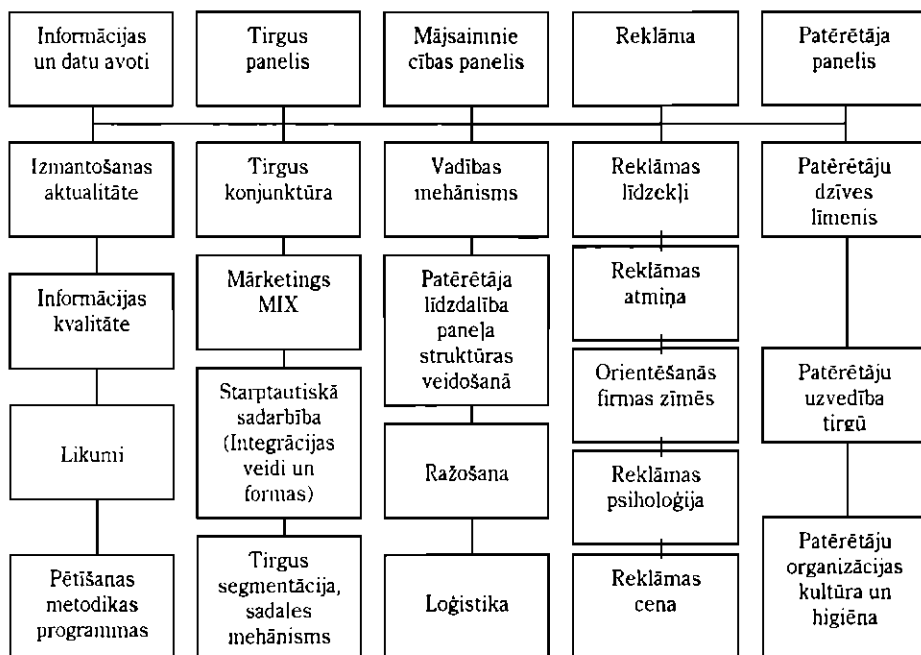 Informācijas
un datu avoti
Tirgus
panelis
Mājsaimnie
cības panelis
Reklāma
Patērētāja
panelis
Izmantošanas
aktualitāte
Tirgus
konjunktūra
Vadības
mehānisms
Reklāmas
līdzekļi
Patērētāju
dzīves
līmenis
Informācijas
kvalitāte
Mārketings
MIX
Patērētāja
līdzdalība
paneļa
struktūras
veidošanā
Reklāmas
atmiņa
Orientēšanās
firmas zīmēs
Patērētāju
uzvedība
tirgū
Likumi
Starptautiskā
sadarbība
(Integrācijas
veidi un
formas)
Ražošana
Reklāmas
psiholoģija
Pētīšanas
metodikas
programmas
Tirgus
segmentācija,
sadales
mehānisms
Loģistika
Reklāmas
cena
Patērētāju
organizācijas
kultūra un
higiēna